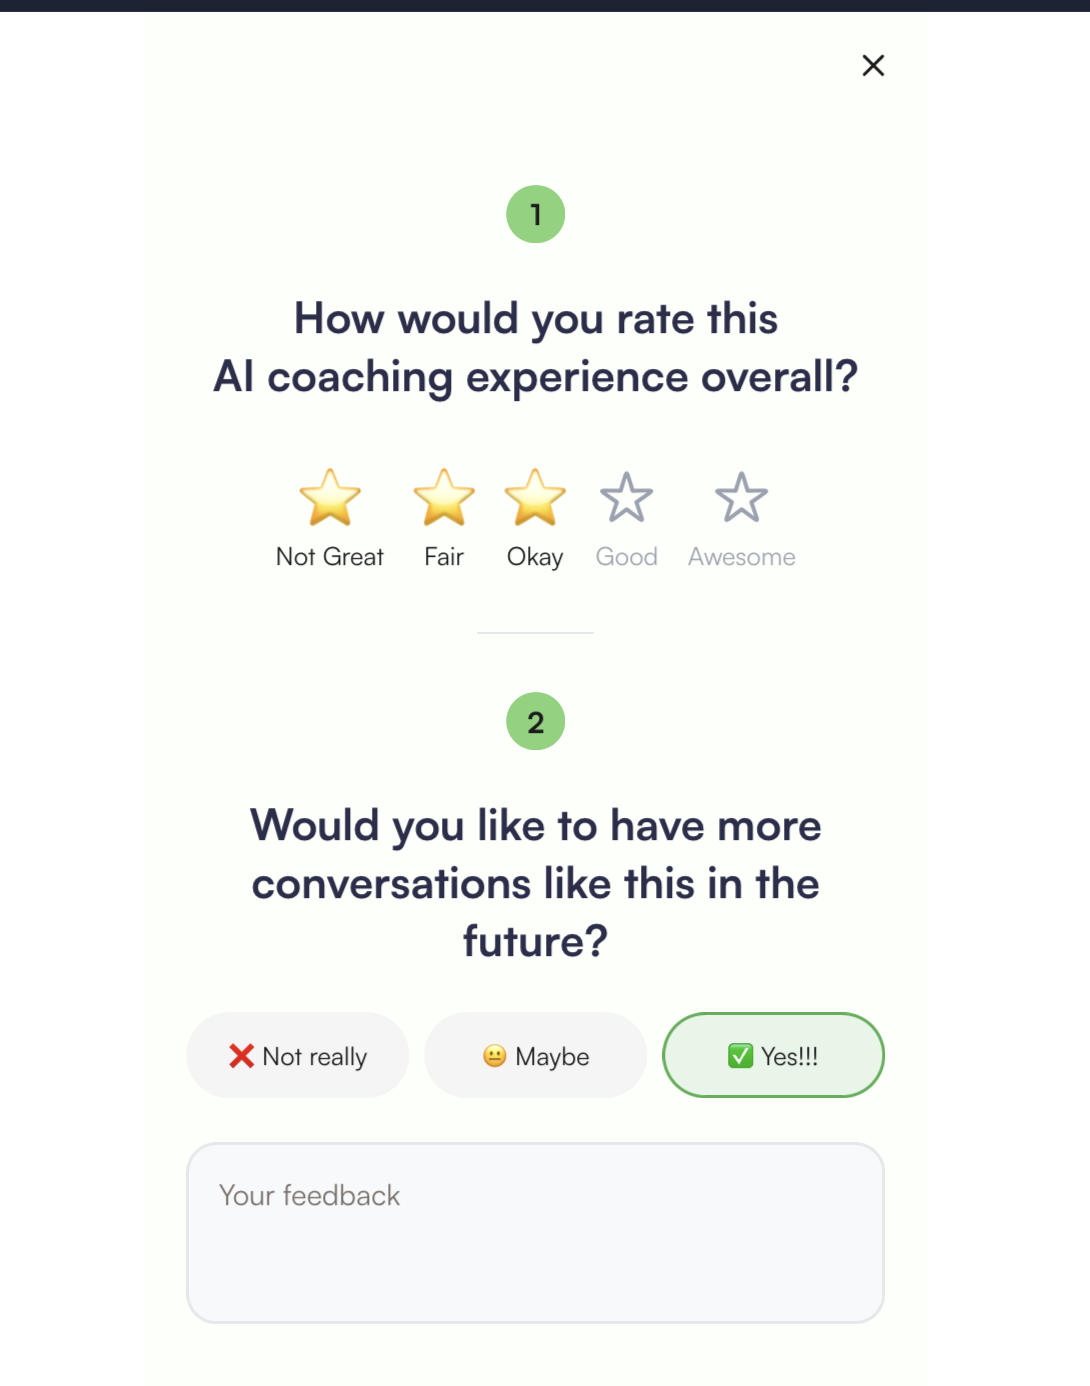 1
How would you rate this
AI coaching experience overall?
Not Great Fair Okay Good Awesome
2
Would you like to have more
conversations like this in the
future?
❌ Not really 😐 Maybe ✅ Yes!!!
Your feedback